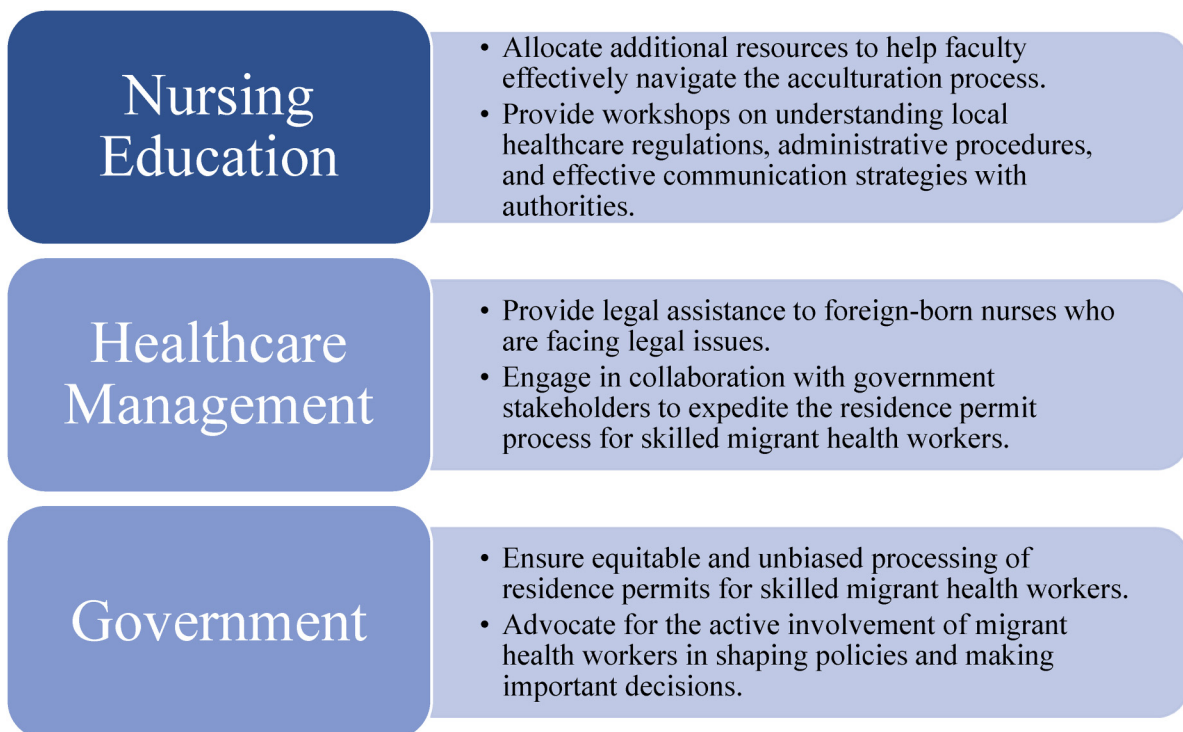 Nursing
Education
• Allocate additional resources to help faculty
effectively navigate the acculturation process.
• Provide workshops on understanding local
healthcare regulations, administrative procedures,
and effective communication strategies with
authorities.
Healthcare
Management
• Provide legal assistance to foreign-born nurses who
are facing legal issues.
• Engage in collaboration with government
stakeholders to expedite the residence permit
process for skilled migrant health workers.
Government
• Ensure equitable and unbiased processing of
residence permits for skilled migrant health workers.
• Advocate for the active involvement of migrant
health workers in shaping policies and making
important decisions.